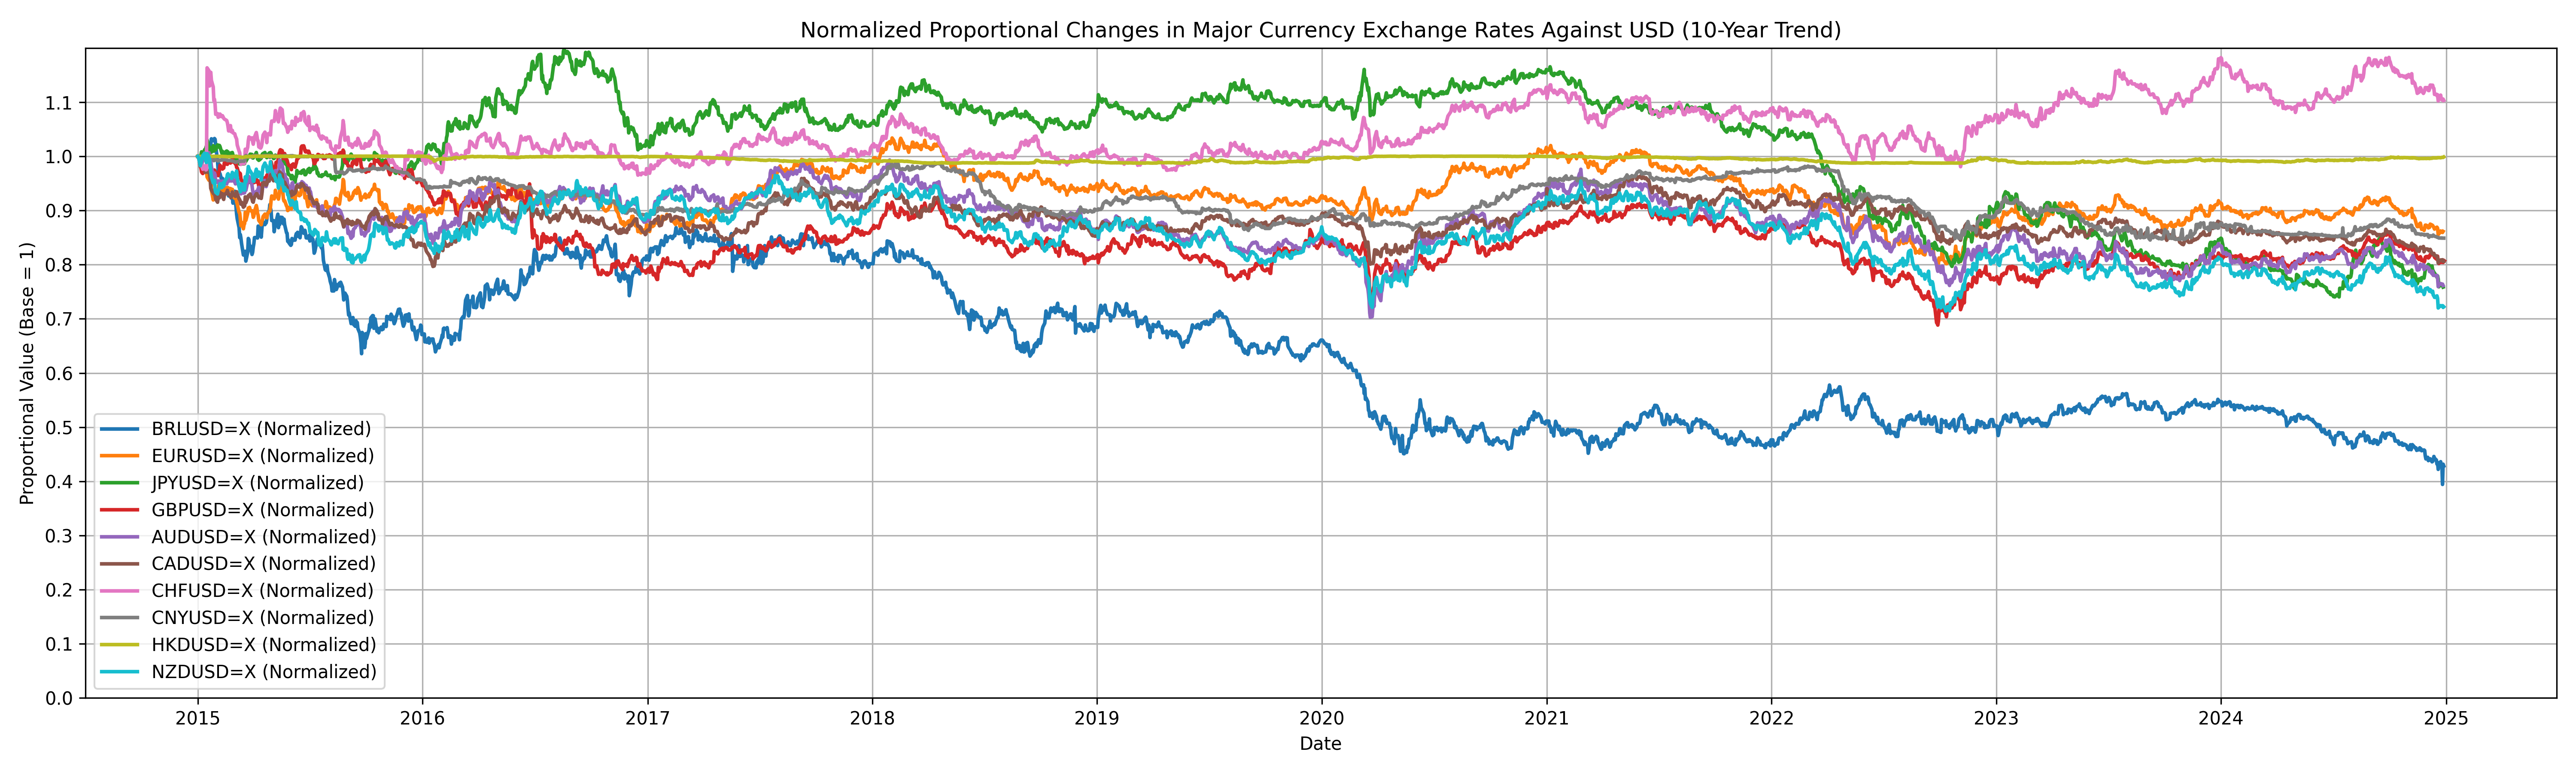 Normalized Proportional Changes in Major Currency Exchange Rates Against USD (10-Year Trend)
Proportional Value (Base = 1)
1.1
1.0
0.9
0.8
0.7
0.6
0.5
0.4
0.3
0.2
0.1
0.0
BRLUSD=X (Normalized)
EURUSD=X (Normalized)
JPYUSD=X (Normalized)
GBPUSD=X (Normalized)
AUDUSD=X (Normalized)
CADUSD=X (Normalized)
CHFUSD=X (Normalized)
CNYUSD=X (Normalized)
HKDUSD=X (Normalized)
NZDUSD=X (Normalized)
2015 2016 2017 2018 2019 2020 2021 2022 2023 2024 2025
Date